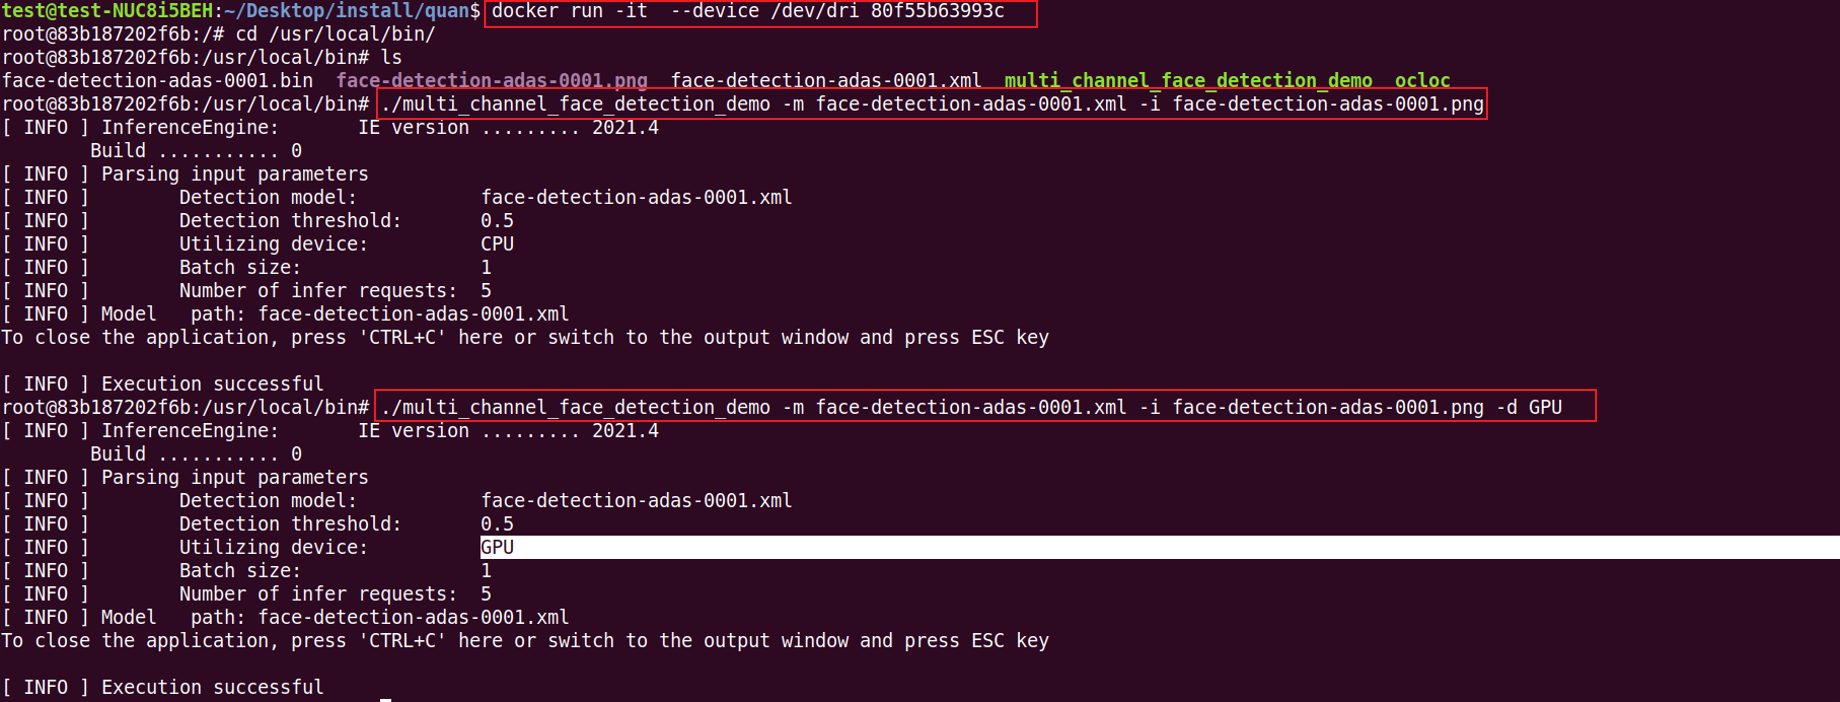 test@test-NUC8i5BEH:~/Desktop/install/quan$ docker run -it  --device /dev/dri 80f55b63993c
root@83b187202f6b:/# cd /usr/local/bin/
root@83b187202f6b:/usr/local/bin# ls
face-detection-adas-0001.bin  face-detection-adas-0001.png  face-detection-adas-0001.xml  multi_channel_face_detection_demo  ocloc
root@83b187202f6b:/usr/local/bin# ./multi_channel_face_detection_demo -m face-detection-adas-0001.xml -i face-detection-adas-0001.png
[ INFO ] InferenceEngine:       IE version ......... 2021.4
        Build ........... 0
[ INFO ] Parsing input parameters
[ INFO ]        Detection model:           face-detection-adas-0001.xml
[ INFO ]        Detection threshold:       0.5
[ INFO ]        Utilizing device:          CPU
[ INFO ]        Batch size:                1
[ INFO ]        Number of infer requests:  5
[ INFO ] Model   path: face-detection-adas-0001.xml
To close the application, press 'CTRL+C' here or switch to the output window and press ESC key
[ INFO ] Execution successful
root@83b187202f6b:/usr/local/bin# ./multi_channel_face_detection_demo -m face-detection-adas-0001.xml -i face-detection-adas-0001.png -d GPU
[ INFO ] InferenceEngine:       IE version ......... 2021.4
        Build ........... 0
[ INFO ] Parsing input parameters
[ INFO ]        Detection model:           face-detection-adas-0001.xml
[ INFO ]        Detection threshold:       0.5
[ INFO ]        Utilizing device:          GPU
[ INFO ]        Batch size:                1
[ INFO ]        Number of infer requests:  5
[ INFO ] Model   path: face-detection-adas-0001.xml
To close the application, press 'CTRL+C' here or switch to the output window and press ESC key
[ INFO ] Execution successful